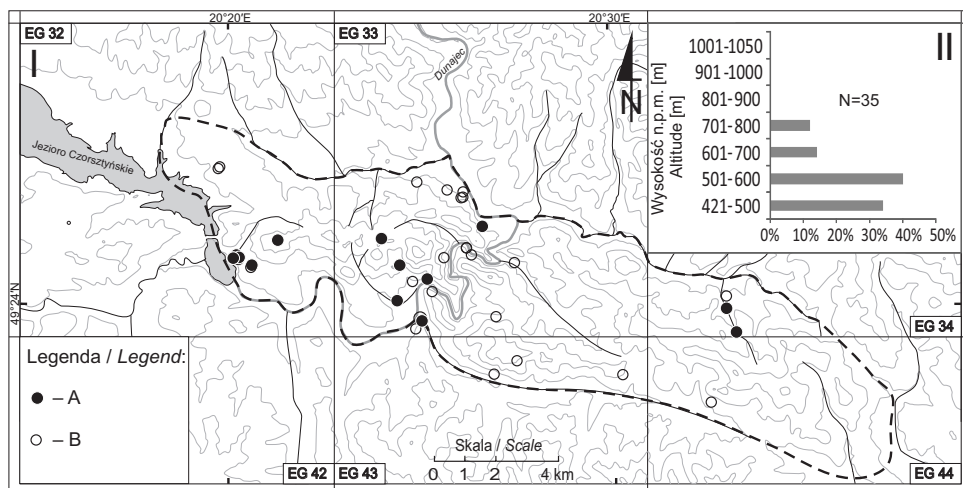 20°20'E
20°30'E
EG 32
EG 33
I
II
Dunajec
N
Jezioro Czorsztyńskie
49°24'N
Wysokość n.p.m. [m]
Altitude [m]
1001-1050
901-1000
801-900
701-800
601-700
501-600
421-500
N=35
0% 10% 20% 30% 40% 50%
EG 34
Legenda / Legend:
– A
– B
Skala / Scale
0 1 2 4 km
EG 42
EG 43
EG 44